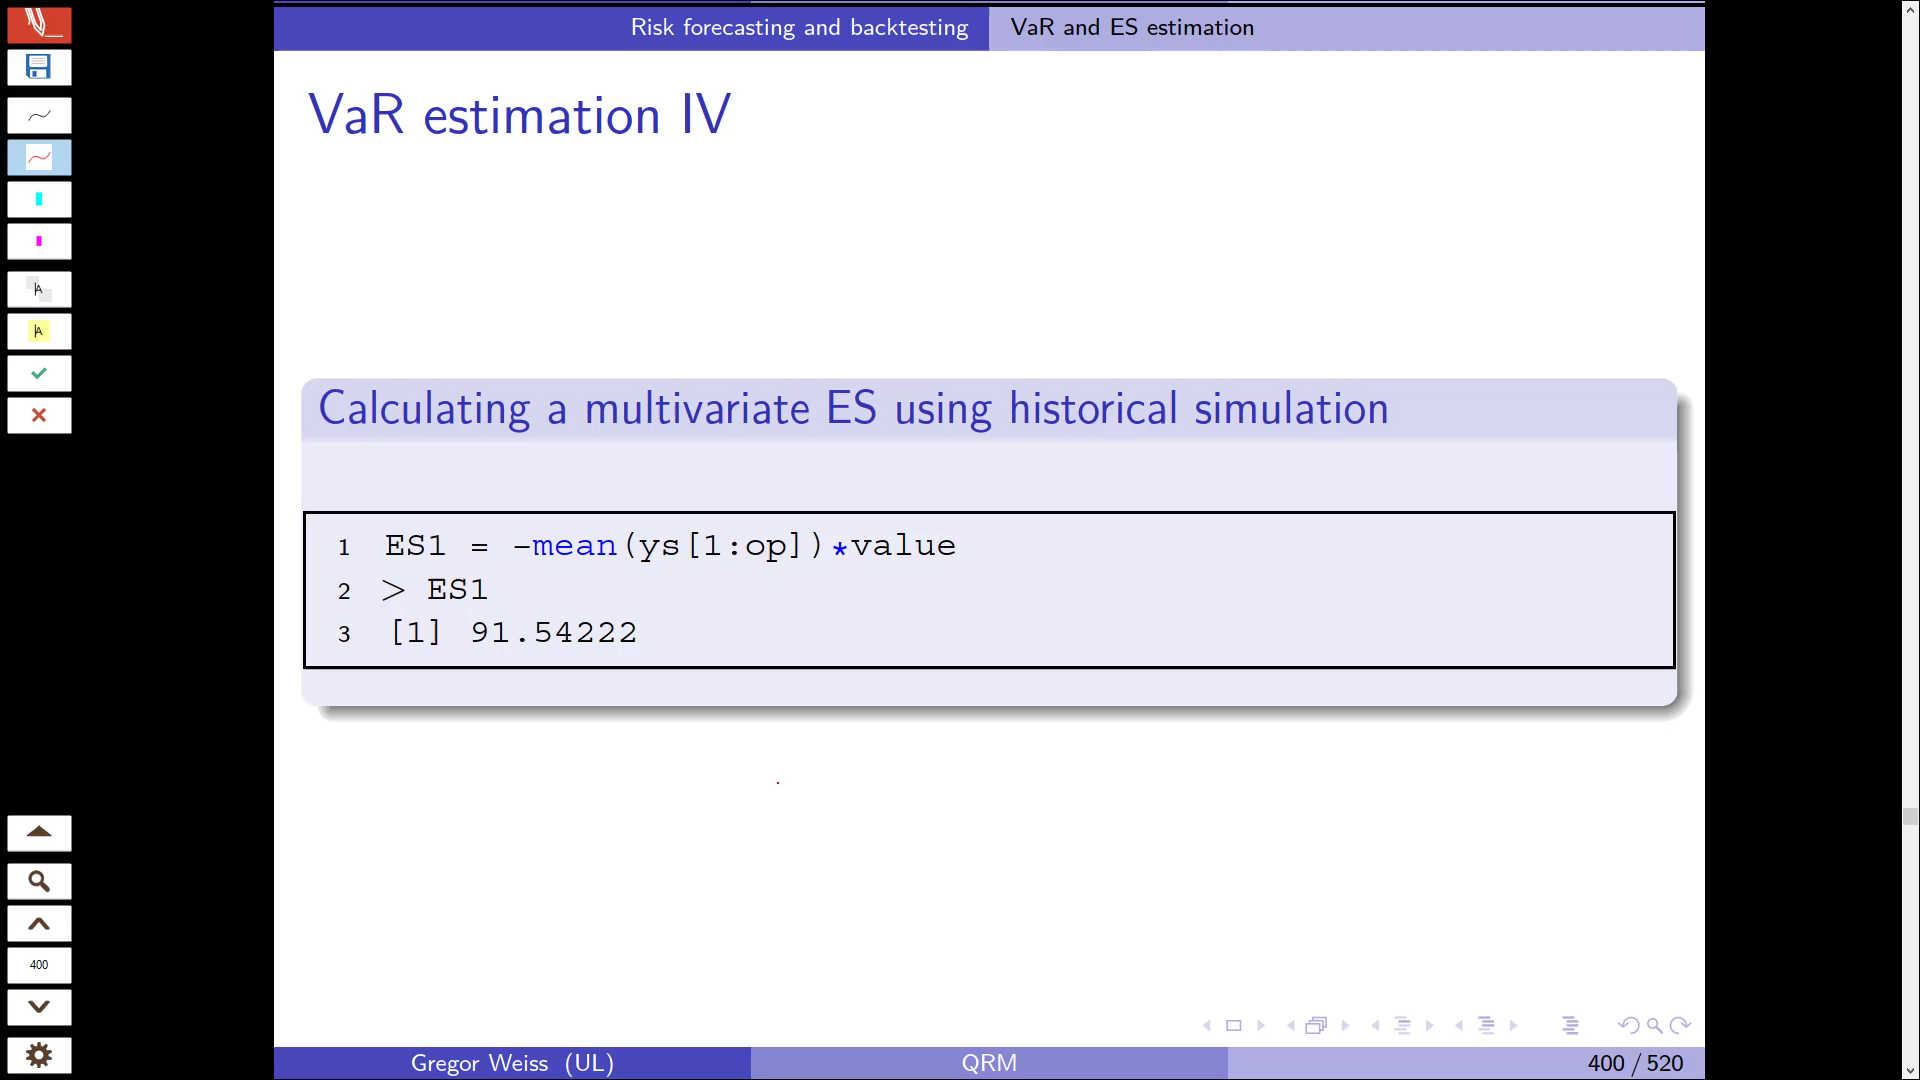 Risk forecasting and backtesting VaR and ES estimation
VaR estimation IV
Calculating a multivariate ES using historical simulation
1 ES1 = -mean(ys[1:op])*value
2 > ES1
3 [1] 91.54222
400
Gregor Weiss (UL) QRM 400 / 520